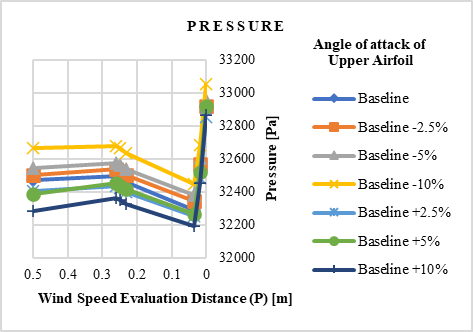 PRESSURE
33200
33000
32800
32600
32400
32200
32000
Pressure [Pa]
0.5 0.4 0.3 0.2 0.1 0
Wind Speed Evaluation Distance (P) [m]
Angle of attack of
Upper Airfoil
Baseline
Baseline -2.5%
Baseline -5%
Baseline -10%
Baseline +2.5%
Baseline +5%
Baseline +10%